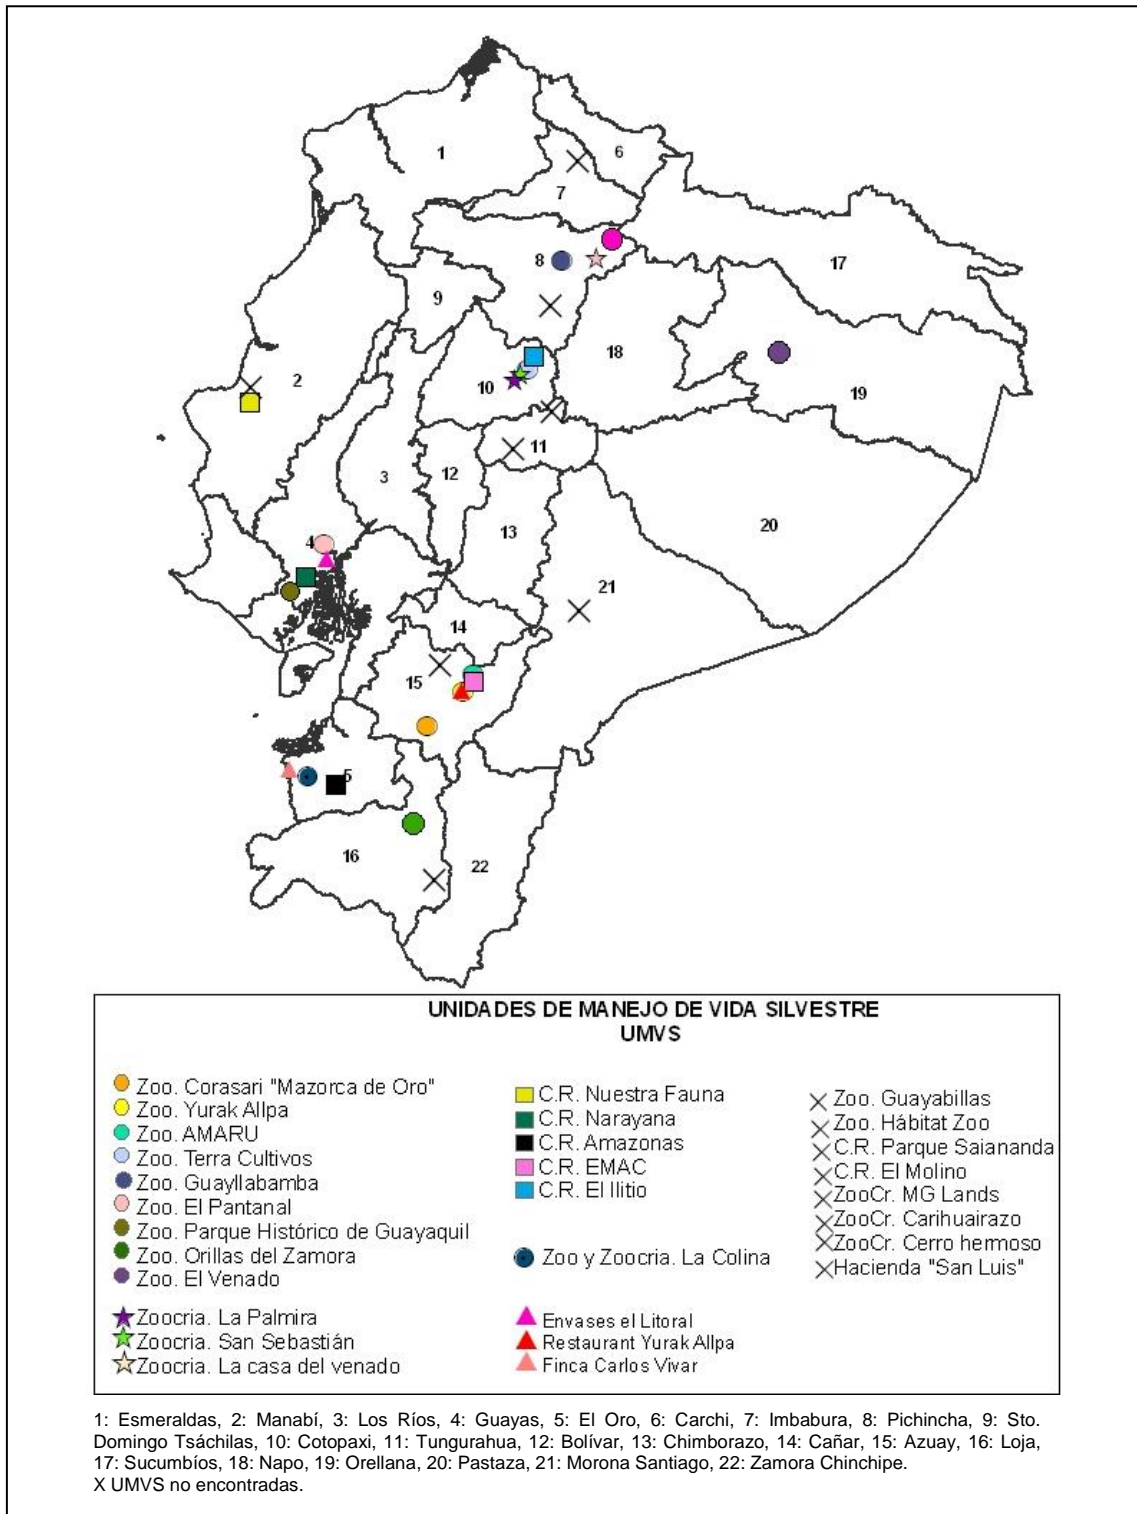 1
6
7
8
17
9
18
2
10
19
11
3
12
20
13
4
21
14
15
5
16
22
UNIDADES DE MANEJO DE VIDA SILVESTRE
UMVS
Zoo. Corasari "Mazorca de Oro"
Zoo. Yurak Allpa
Zoo. AMARU
Zoo. Terra Cultivos
Zoo. Guayllabamba
Zoo. El Pantanal
Zoo. Parque Histórico de Guayaquil
Zoo. Orillas del Zamora
Zoo. El Venado
Zoocria. La Palmira
Zoocria. San Sebastián
Zoocria. La casa del venado
C.R. Nuestra Fauna
C.R. Narayana
C.R. Amazonas
C.R. EMAC
C.R. El Ilitio
Zoo y Zoocria. La Colina
Envases el Litoral
Restaurant Yurak Allpa
Finca Carlos Vivar
Zoo. Guayabillas
Zoo. Hábitat Zoo
C.R. Parque Saiananda
C.R. El Molino
ZooCr. MG Lands
ZooCr. Carihuairazo
ZooCr. Cerro hermoso
Hacienda "San Luis"
1: Esmeraldas, 2: Manabí, 3: Los Ríos, 4: Guayas, 5: El Oro, 6: Carchi, 7: Imbabura, 8: Pichincha, 9: Sto.
Domingo Tsáchilas, 10: Cotopaxi, 11: Tungurahua, 12: Bolívar, 13: Chimborazo, 14: Cañar, 15: Azuay, 16: Loja,
17: Sucumbíos, 18: Napo, 19: Orellana, 20: Pastaza, 21: Morona Santiago, 22: Zamora Chinchipe.
X UMVS no encontradas.